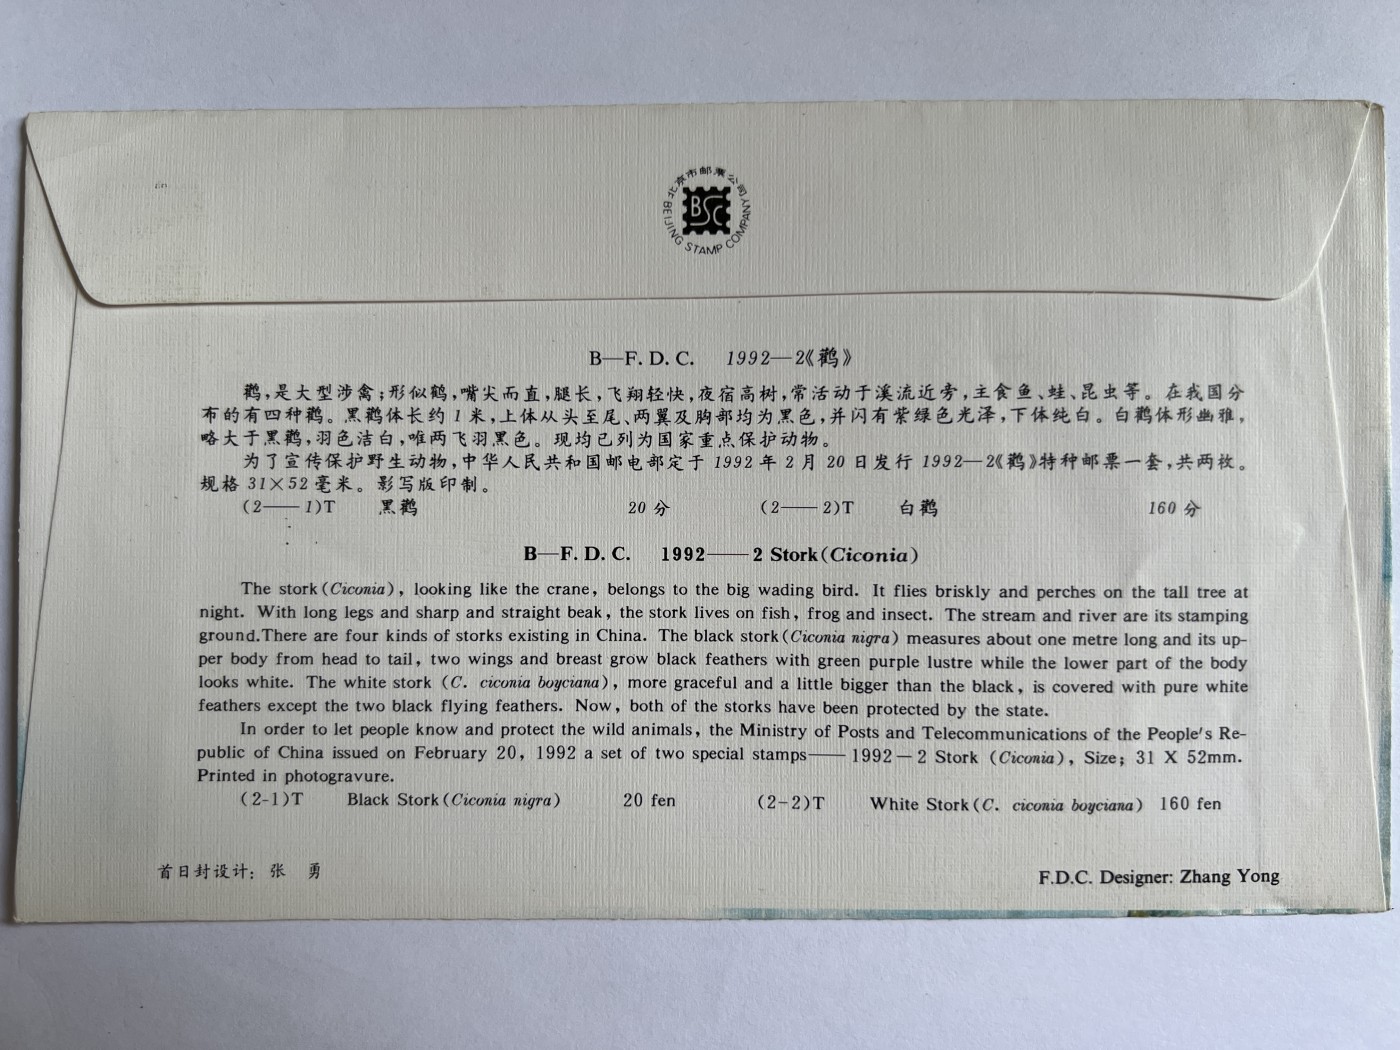 北京市邮票公司
BSC
BEIJING STAMP COMPANY
B—F. D. C. 1992—2《鹳》
鹳,是大型涉禽;形似鹤,嘴尖而直,腿长,飞翔轻快,夜宿高树,常活动于溪流近旁,主食鱼、蛙、昆虫等。在我国分
布的有四种鹳。黑鹳体长约 1 米,上体从头至尾、两翼及胸部均为黑色,并闪有紫绿色光泽,下体纯白。白鹳体形幽雅,
略大于黑鹳,羽色洁白,唯两飞羽黑色。现均已列为国家重点保护动物。
为了宣传保护野生动物,中华人民共和国邮电部定于 1992 年 2 月 20 日发行 1992—2《鹳》特种邮票一套,共两枚。
规格 31×52 毫米。影写版印制。
(2—— 1)T 黑鹳 20 分 (2—— 2)T 白鹳 160 分
B—F. D. C. 1992——2 Stork (Ciconia)
The stork (Ciconia), looking like the crane, belongs to the big wading bird. It flies briskly and perches on the tall tree at
night. With long legs and sharp and straight beak, the stork lives on fish, frog and insect. The stream and river are its stamping
ground.There are four kinds of storks existing in China. The black stork (Ciconia nigra) measures about one metre long and its up-
per body from head to tail, two wings and breast grow black feathers with green purple lustre while the lower part of the body
looks white. The white stork (C. ciconia boyciana), more graceful and a little bigger than the black, is covered with pure white
feathers except the two black flying feathers. Now, both of the storks have been protected by the state.
In order to let people know and protect the wild animals, the Ministry of Posts and Telecommunications of the People's Re-
public of China issued on February 20, 1992 a set of two special stamps—— 1992—2 Stork (Ciconia), Size; 31 X 52mm.
Printed in photogravure.
(2-1)T Black Stork (Ciconia nigra) 20 fen (2-2)T White Stork (C. ciconia boyciana) 160 fen
首日封设计: 张 勇
F.D.C. Designer: Zhang Yong